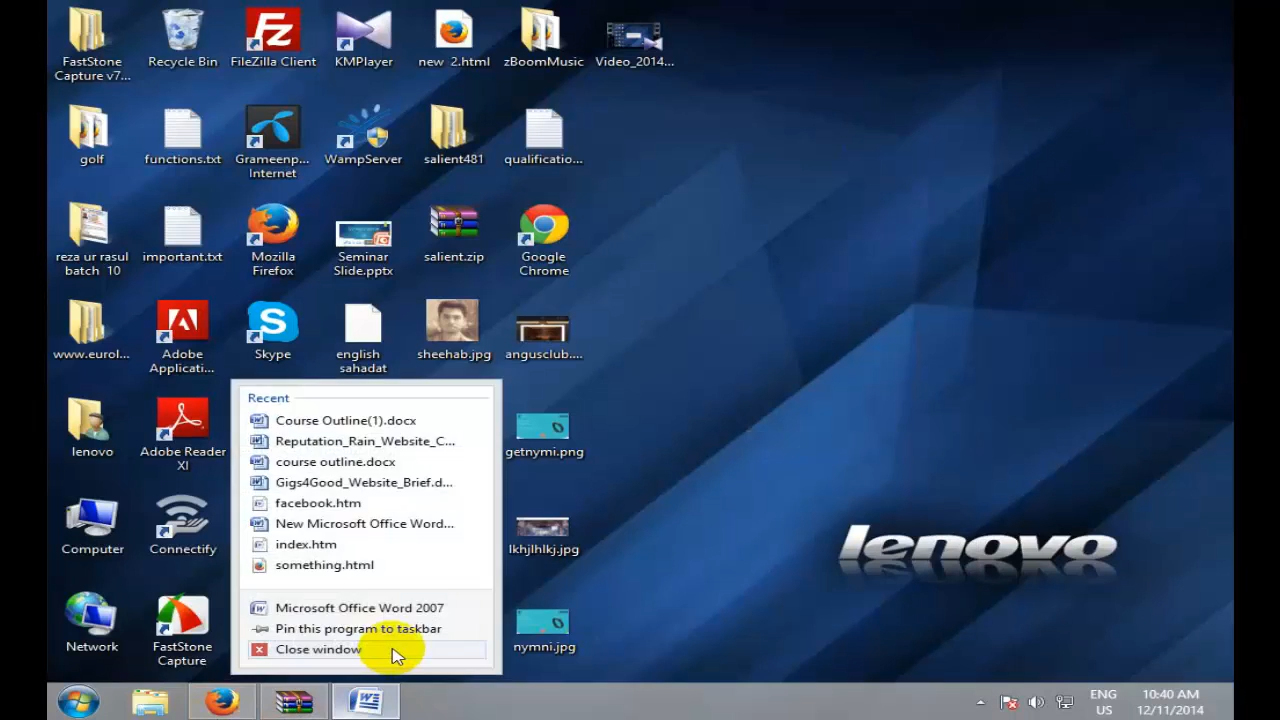 FastStone
Capture v7...
Recycle Bin
FileZilla Client
KMPlayer
new 2.html
zBoomMusic
Video_2014...
golf
functions.txt
Grameenp...
Internet
WampServer
salient481
qualificatio...
reza ur rasul
batch 10
important.txt
Mozilla
Firefox
Seminar
Slide.pptx
salient.zip
Google
Chrome
www.eurol...
Adobe
Applicati...
Skype
english
sahadat
sheehab.jpg
angusclub....
lenovo
Adobe Reader
XI
getnymi.png
Computer
Connectify
lkhjlhlkj.jpg
Network
FastStone
Capture
nymni.jpg
Recent
Course Outline(1).docx
Reputation_Rain_Website_C...
course outline.docx
Gigs4Good_Website_Brief.d...
facebook.htm
New Microsoft Office Word...
index.htm
something.html
Microsoft Office Word 2007
Pin this program to taskbar
Close window
lenovo
ENG
US
10:40 AM
12/11/2014